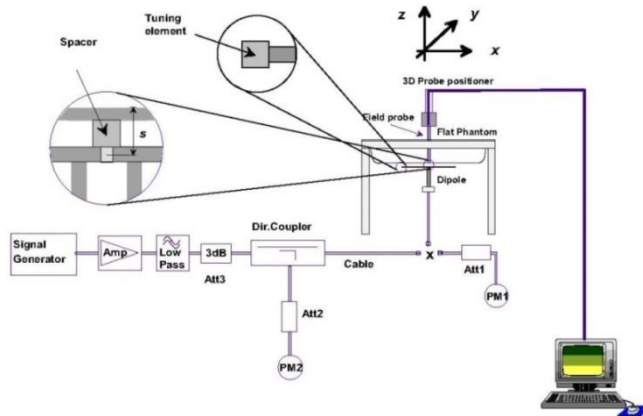 Tuning
element
Spacer
s
z
y
x
3D Probe positioner
Field probe
Flat Phantom
Dipole
Signal
Generator
Amp
Low
Pass
3dB
Att3
Dir.Coupler
Cable
x
Att1
PM1
Att2
PM2